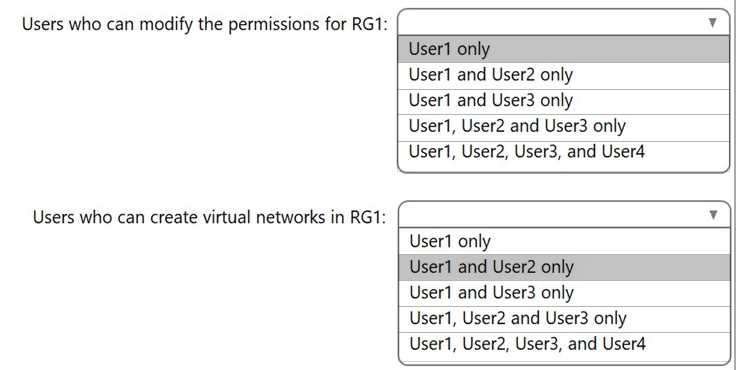 Users who can modify the permissions for RG1:
User1 only
User1 and User2 only
User1 and User3 only
User1, User2 and User3 only
User1, User2, User3, and User4
Users who can create virtual networks in RG1:
User1 only
User1 and User2 only
User1 and User3 only
User1, User2 and User3 only
User1, User2, User3, and User4